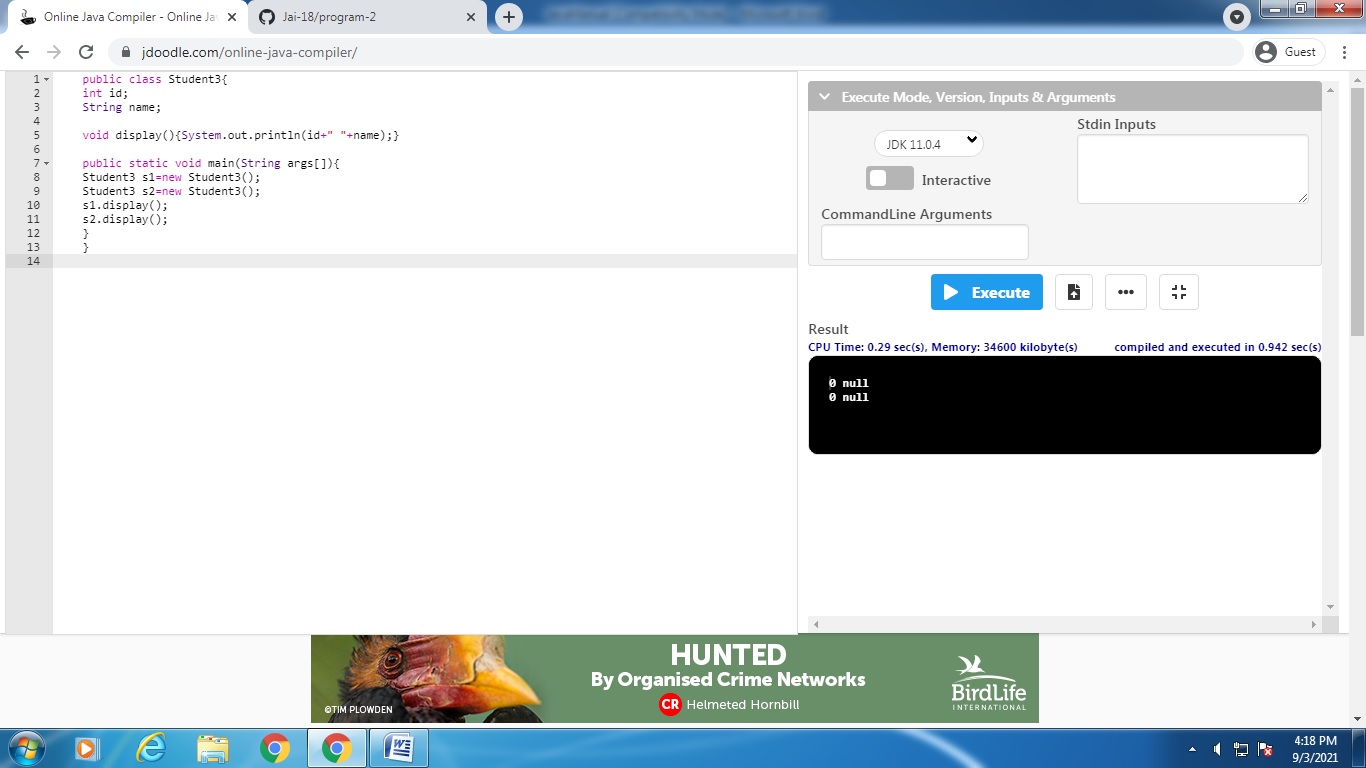 Online Java Compiler - Online Ja
Jai-18/program-2
jdoodle.com/online-java-compiler/
Guest
1 public class Student3{
2 int id;
3 String name;
4
5 void display(){System.out.println(id+" "+name);}
6
7 public static void main(String args[]){
8 Student3 s1=new Student3();
9 Student3 s2=new Student3();
10 s1.display();
11 s2.display();
12 }
13 }
14
Execute Mode, Version, Inputs & Arguments
JDK 11.0.4
Stdin Inputs
Interactive
CommandLine Arguments
Execute
Result
CPU Time: 0.29 sec(s), Memory: 34600 kilobyte(s) compiled and executed in 0.942 sec(s)
0 null
0 null
©TIM PLOWDEN
HUNTED
By Organised Crime Networks
CR Helmeted Hornbill
BirdLife
INTERNATIONAL
4:18 PM
9/3/2021